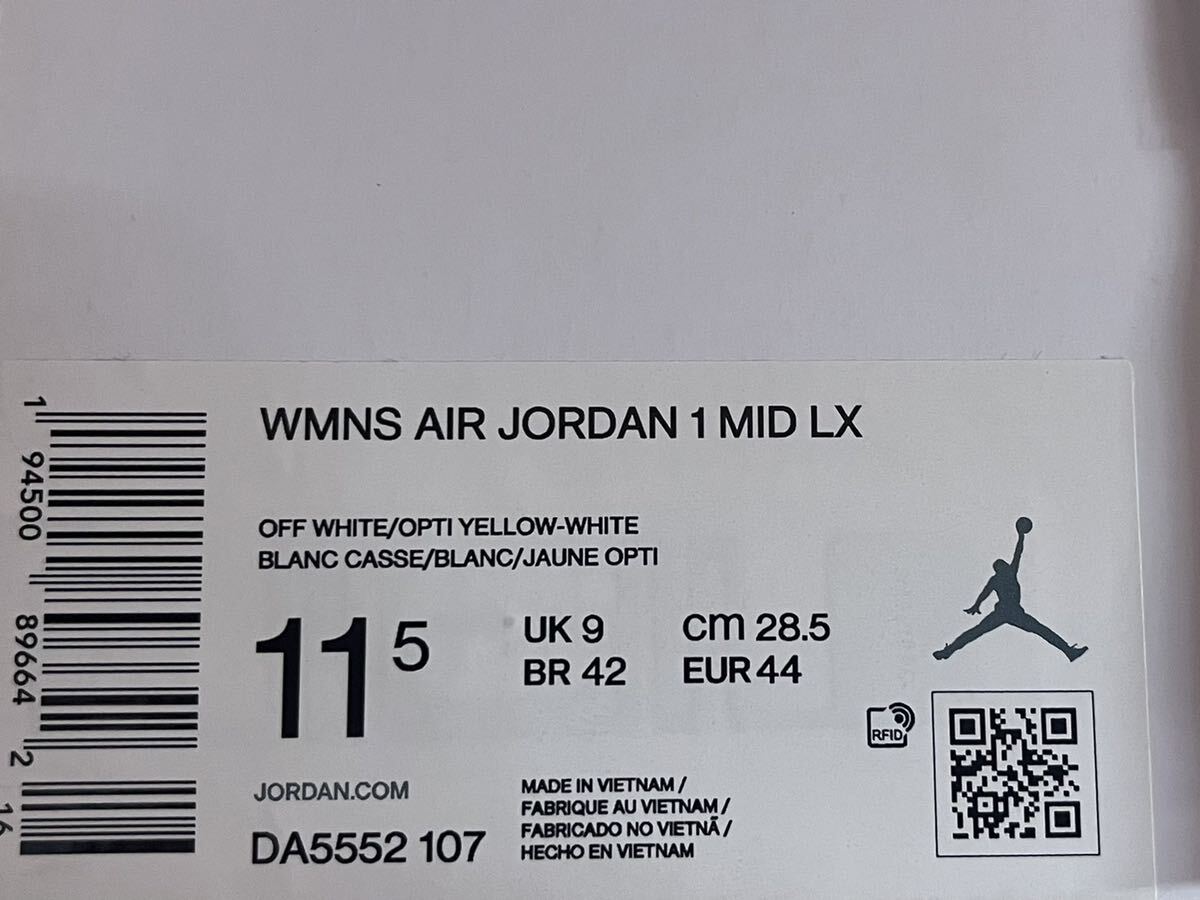 WMNS AIR JORDAN 1 MID LX
OFF WHITE/OPTI YELLOW-WHITE
BLANC CASSE/BLANC/JAUNE OPTI
11 5
UK 9 cm 28.5
BR 42 EUR 44
RFID
JORDAN.COM
DA5552 107
MADE IN VIETNAM /
FABRIQUE AU VIETNAM /
FABRICADO NO VIETNÃ /
HECHO EN VIETNAM
1 94500 89664 2
16